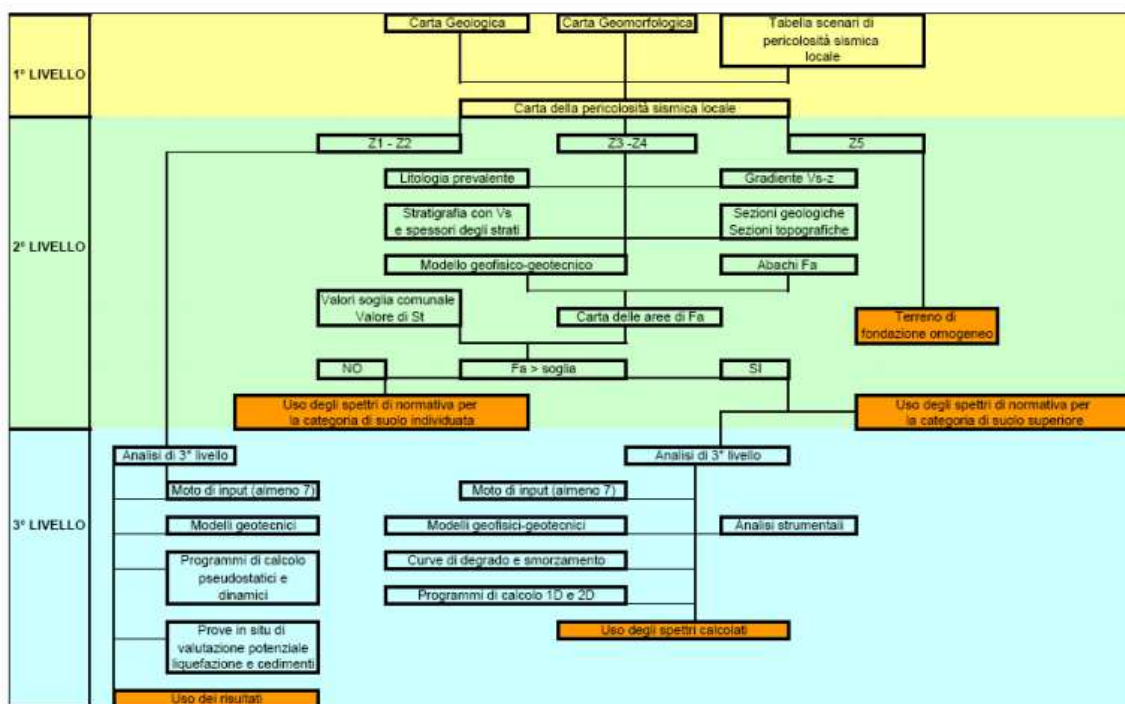 Carta Geologica
Carta Geomorfologica
Tabella scenari di
pericolosità sismica
locale
1° LIVELLO
Carta della pericolosità sismica locale
Z1 - Z2
Z3 -Z4
Z5
Litologia prevalente
Gradiente Vs-z
Stratigrafia con Vs
e spessori degli strati
Sezioni geologiche
Sezioni topografiche
2° LIVELLO
Modello geofisico-geotecnico
Abachi Fa
Valori soglia comunale
Valore di St
Carta delle aree di Fa
Terreno di
fondazione omogeneo
NO
Fa > soglia
SI
Uso degli spettri di normativa per
la categoria di suolo individuata
Uso degli spettri di normativa per
la categoria di suolo superiore
Analisi di 3° livello
Analisi di 3° livello
Moto di input (almeno 7)
Moto di input (almeno 7)
3° LIVELLO
Modelli geotecnici
Modelli geofisici-geotecnici
Analisi strumentali
Programmi di calcolo
pseudostatici e
dinamici
Curve di degrado e smorzamento
Programmi di calcolo 1D e 2D
Prove in situ di
valutazione potenziale
liquefazione e cedimenti
Uso degli spettri calcolati
Uso dei risultati